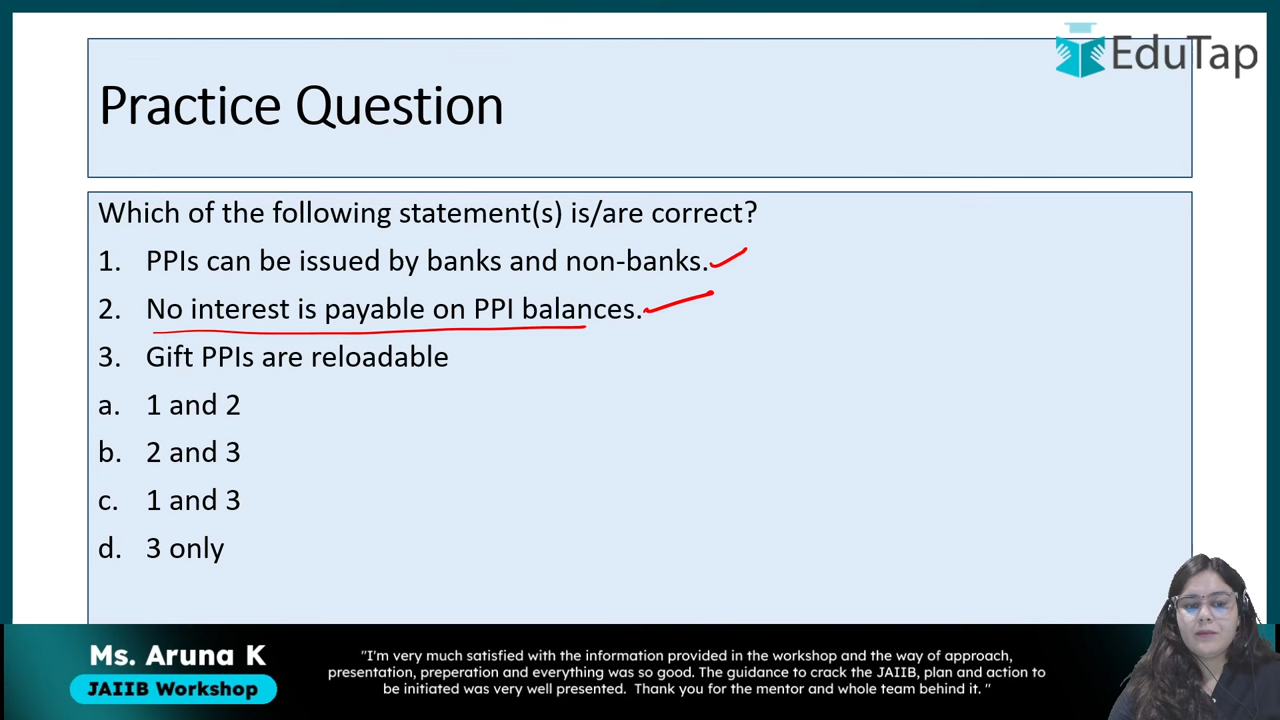 EduTap
Practice Question
Which of the following statement(s) is/are correct?
1. PPIs can be issued by banks and non-banks.
2. No interest is payable on PPI balances.
3. Gift PPIs are reloadable
a. 1 and 2
b. 2 and 3
c. 1 and 3
d. 3 only
Ms. Aruna K
JAIIB Workshop
"I'm very much satisfied with the information provided in the workshop and the way of approach,
presentation, preperation and everything was so good. The guidance to crack the JAIIB, plan and action to
be initiated was very well presented. Thank you for the mentor and whole team behind it. "